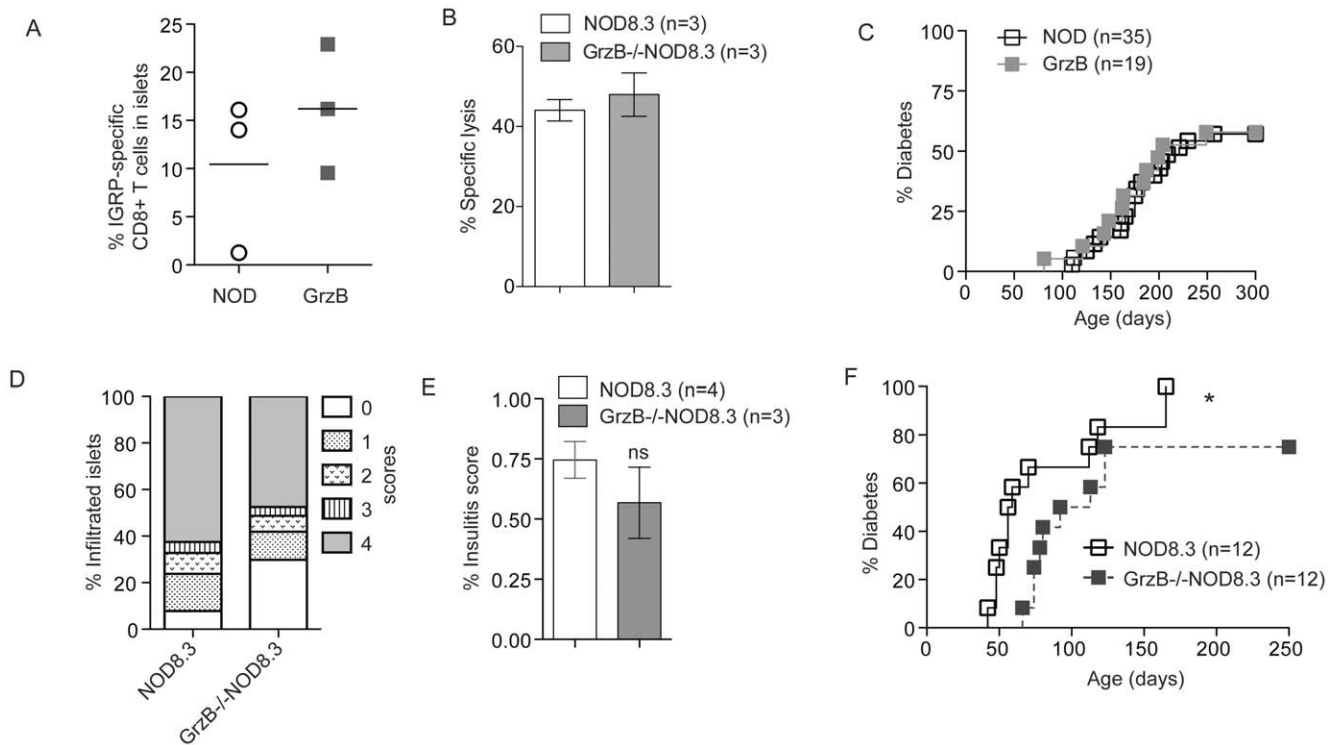 A
% IGRP-specific
CD8+ T cells in islets
25
20
15
10
5
0
NOD
GrzB
B
NOD8.3 (n=3)
GrzB-/-NOD8.3 (n=3)
% Specific lysis
60
40
20
0
C
NOD (n=35)
GrzB (n=19)
% Diabetes
100
75
50
25
0
0
50
100
150
200
250
300
Age (days)
D
% Infiltrated islets
100
80
60
40
20
0
NOD8.3
GrzB-/-NOD8.3
0
1
2
3
4
scores
E
NOD8.3 (n=4)
GrzB-/-NOD8.3 (n=3)
% Insulitis score
1.00
0.75
0.50
0.25
0.00
ns
F
% Diabetes
100
80
60
40
20
0
*
NOD8.3 (n=12)
GrzB-/-NOD8.3 (n=12)
0
50
100
150
200
250
Age (days)